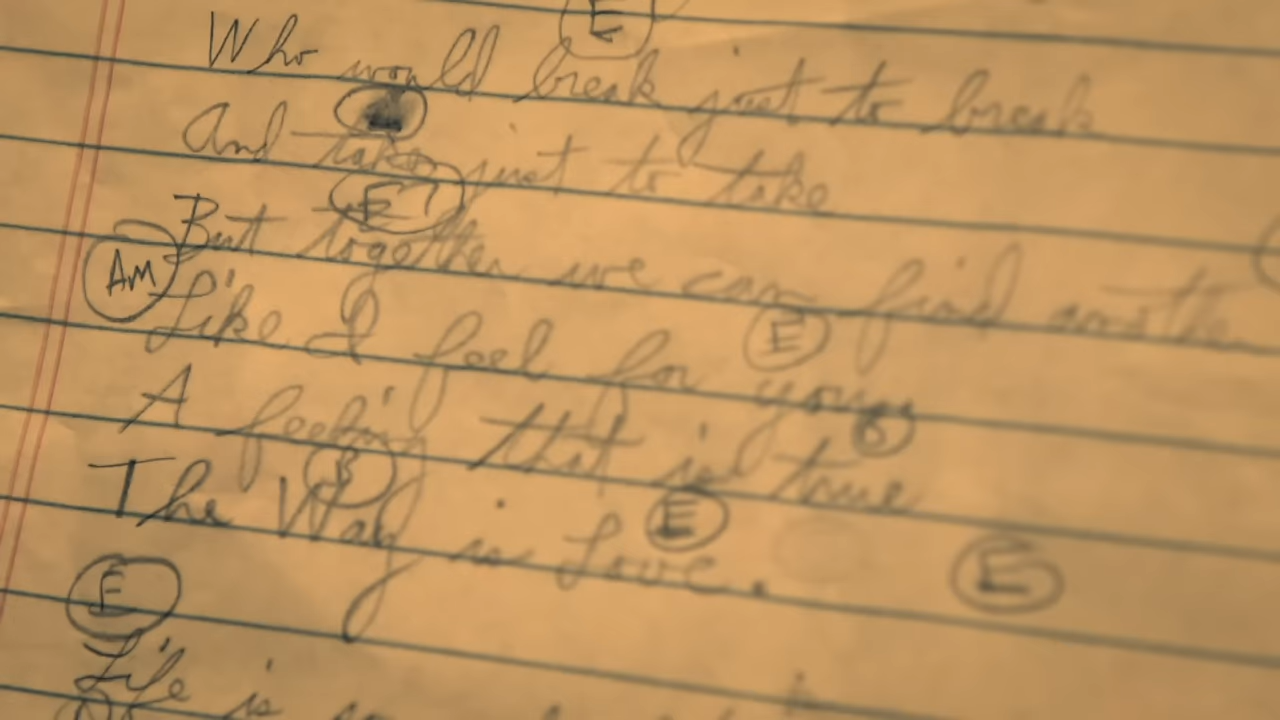 E
Who would break just to break
And take just to take
E7
But together we can find another
Am
Like I feel for you
E
A feelin' that is true
B
B
The Way is Love.
E
E
E
Life is